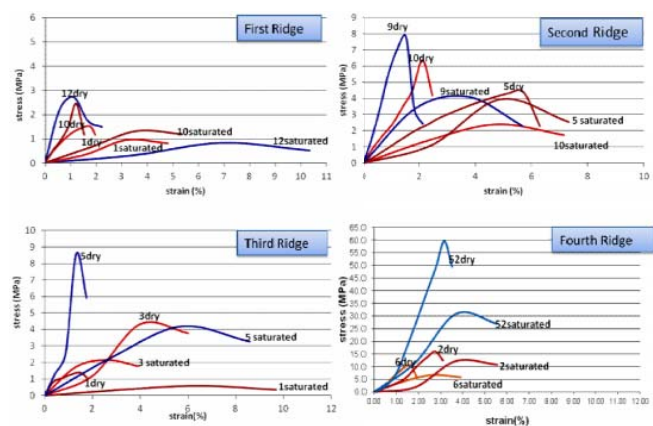 First Ridge
stress (MPa)
6
5
4
3
2
1
0
12dry
10dry
1dry
10saturated
1saturated
12saturated
0 1 2 3 4 5 6 7 8 9 10 11 12
strain (%)
Second Ridge
stress (MPa)
9
8
7
6
5
4
3
2
1
0
9dry
10dry
9saturated
5dry
5 saturated
10saturated
0 2 4 6 8 10
strain (%)
Third Ridge
stress (MPa)
10
9
8
7
6
5
4
3
2
1
0
5dry
3dry
5 saturated
3 saturated
1dry
1saturated
0 2 4 6 8 10 12
strain(%)
Fourth Ridge
stress (MPa)
65.0
60.0
55.0
50.0
45.0
40.0
35.0
30.0
25.0
20.0
15.0
10.0
5.0
0.0
52dry
52saturated
2dry
6dry
2saturated
6saturated
0.00 1.00 2.00 3.00 4.00 5.00 6.00 7.00 8.00 9.00 10.00
strain(%)